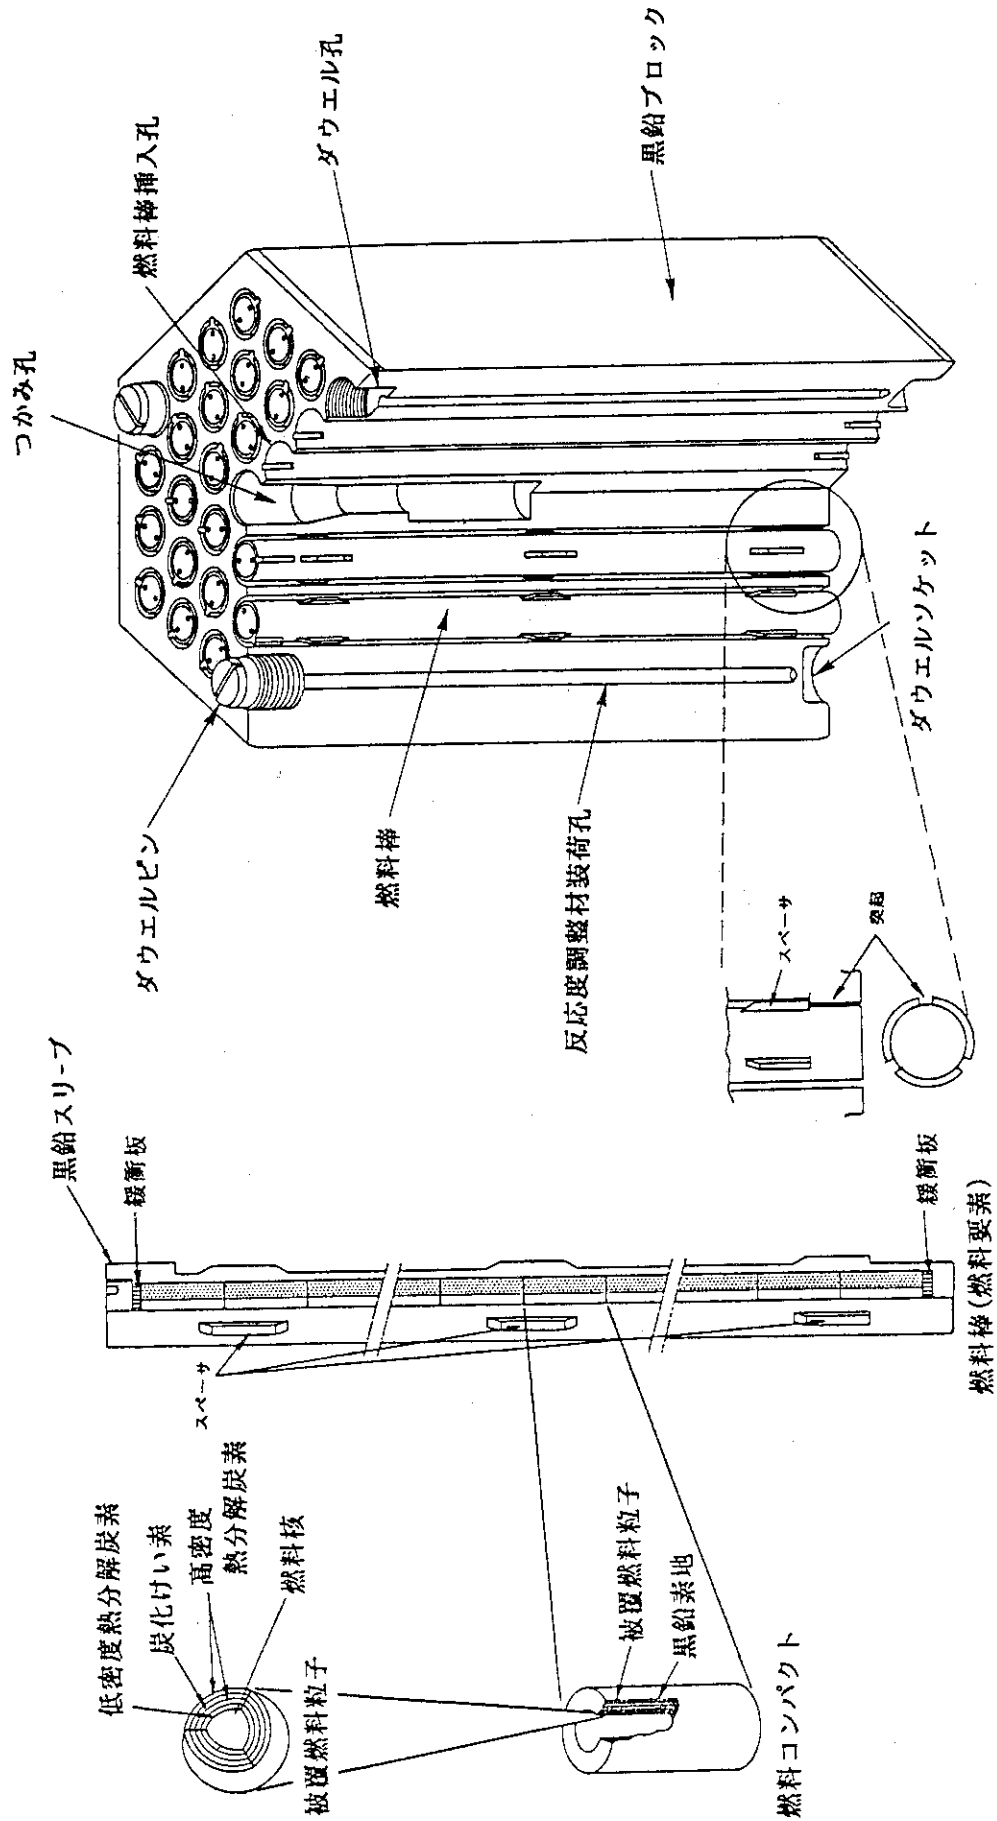 低密度熱分解炭素
炭化けい素
高密度
熱分解炭素
燃料核
被覆燃料粒子
被覆燃料粒子
黒鉛素地
燃料コンパクト
黒鉛スリーブ
緩衝板
スペーサ
緩衝板
燃料棒(燃料要素)
つかみ孔
燃料棒挿入孔
ダウエル孔
ダウエルピン
黒鉛ブロック
燃料棒
反応度調整材装荷孔
ダウエルソケット
スペーサ
突起